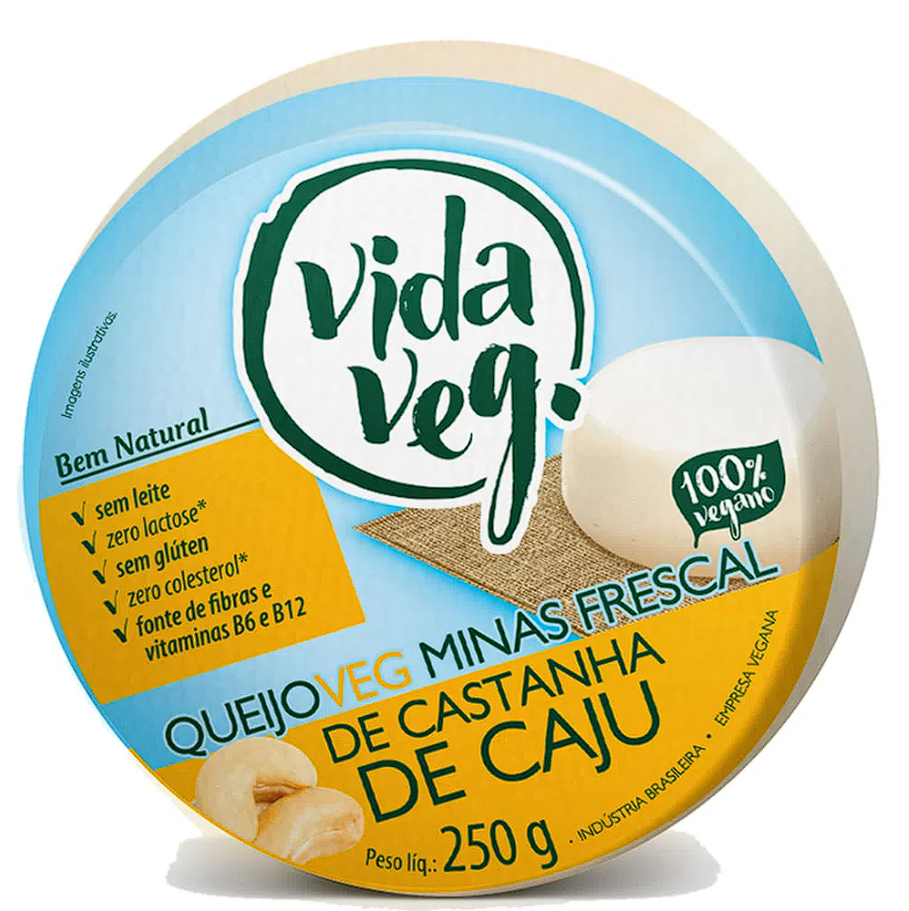 vida
veg.
Imagens ilustrativas.
Bem Natural
√ sem leite
√ zero lactose*
√ sem glúten
√ zero colesterol*
√ fonte de fibras e
vitaminas B6 e B12
100%
vegano
QUEIJOVEG MINAS FRESCAL
DE CASTANHA
DE CAJU
Peso líq.: 250 g
. INDÚSTRIA BRASILEIRA • EMPRESA VEGANA